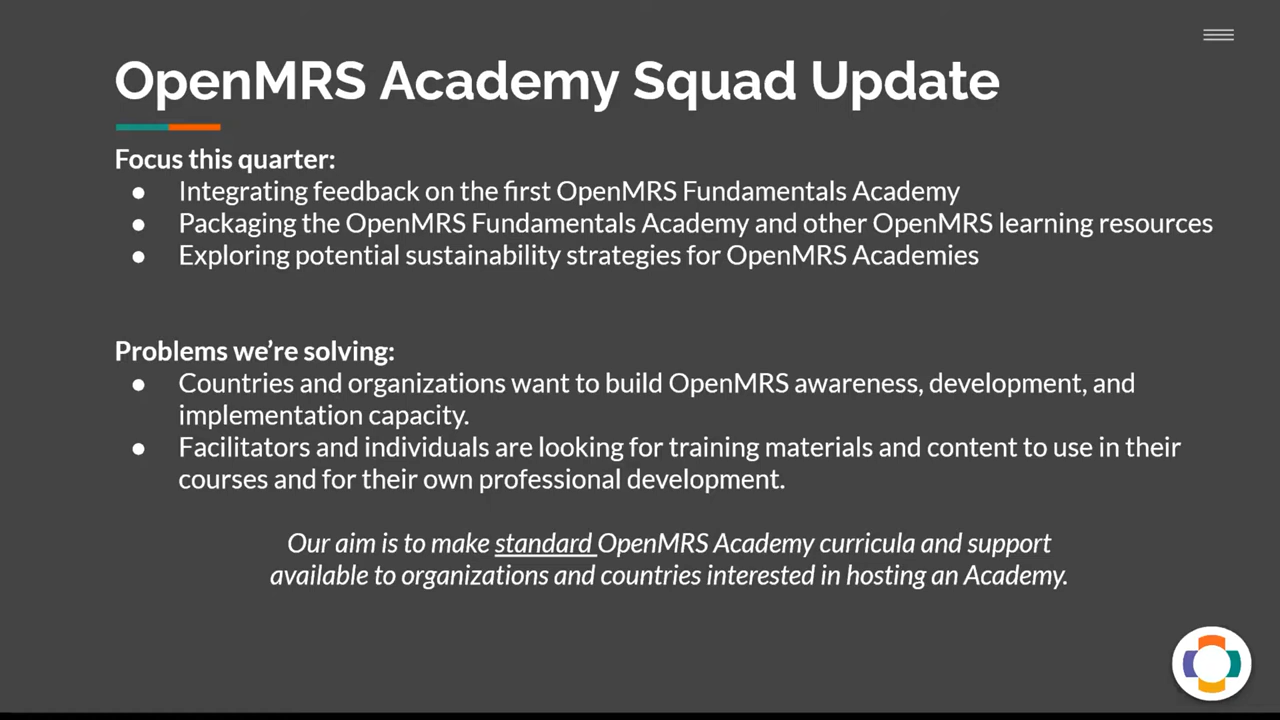 OpenMRS Academy Squad Update
Focus this quarter:
● Integrating feedback on the first OpenMRS Fundamentals Academy
● Packaging the OpenMRS Fundamentals Academy and other OpenMRS learning resources
● Exploring potential sustainability strategies for OpenMRS Academies
Problems we’re solving:
● Countries and organizations want to build OpenMRS awareness, development, and
implementation capacity.
● Facilitators and individuals are looking for training materials and content to use in their
courses and for their own professional development.
Our aim is to make standard OpenMRS Academy curricula and support
available to organizations and countries interested in hosting an Academy.